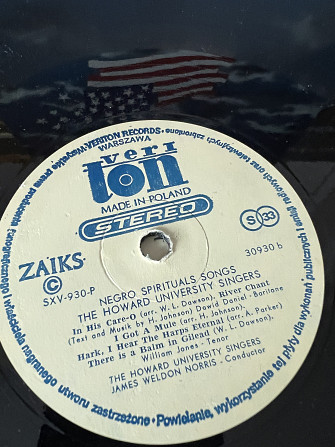 VERITON RECORDS • WARSZAWA
veri
ton
MADE IN POLAND
STEREO
S 33
30930 b
ZAiKS
C
SXV-930-P
NEGRO SPIRITUALS SONGS
THE HOWARD UNIVERSITY SINGERS
In His Care-O (arr. W. L. Dawson), River Chant
(Text and Musik by H. Johnson) Dowid Daniel - Baritone
I Got A Mule (arr. H. Johnson),
Hark, I Hear The Harps Eternal (arr. A. Parker)
There is a Balm in Gilead (W. L. Dawson),
William Jones - Tenor
THE HOWARD UNIVERSITY SINGERS
JAMES WELDON NORRIS - Conductor
nagranego utworu zastrzeżone • Powielanie, wykorzystanie tej płyty dla wykonań publicznych i